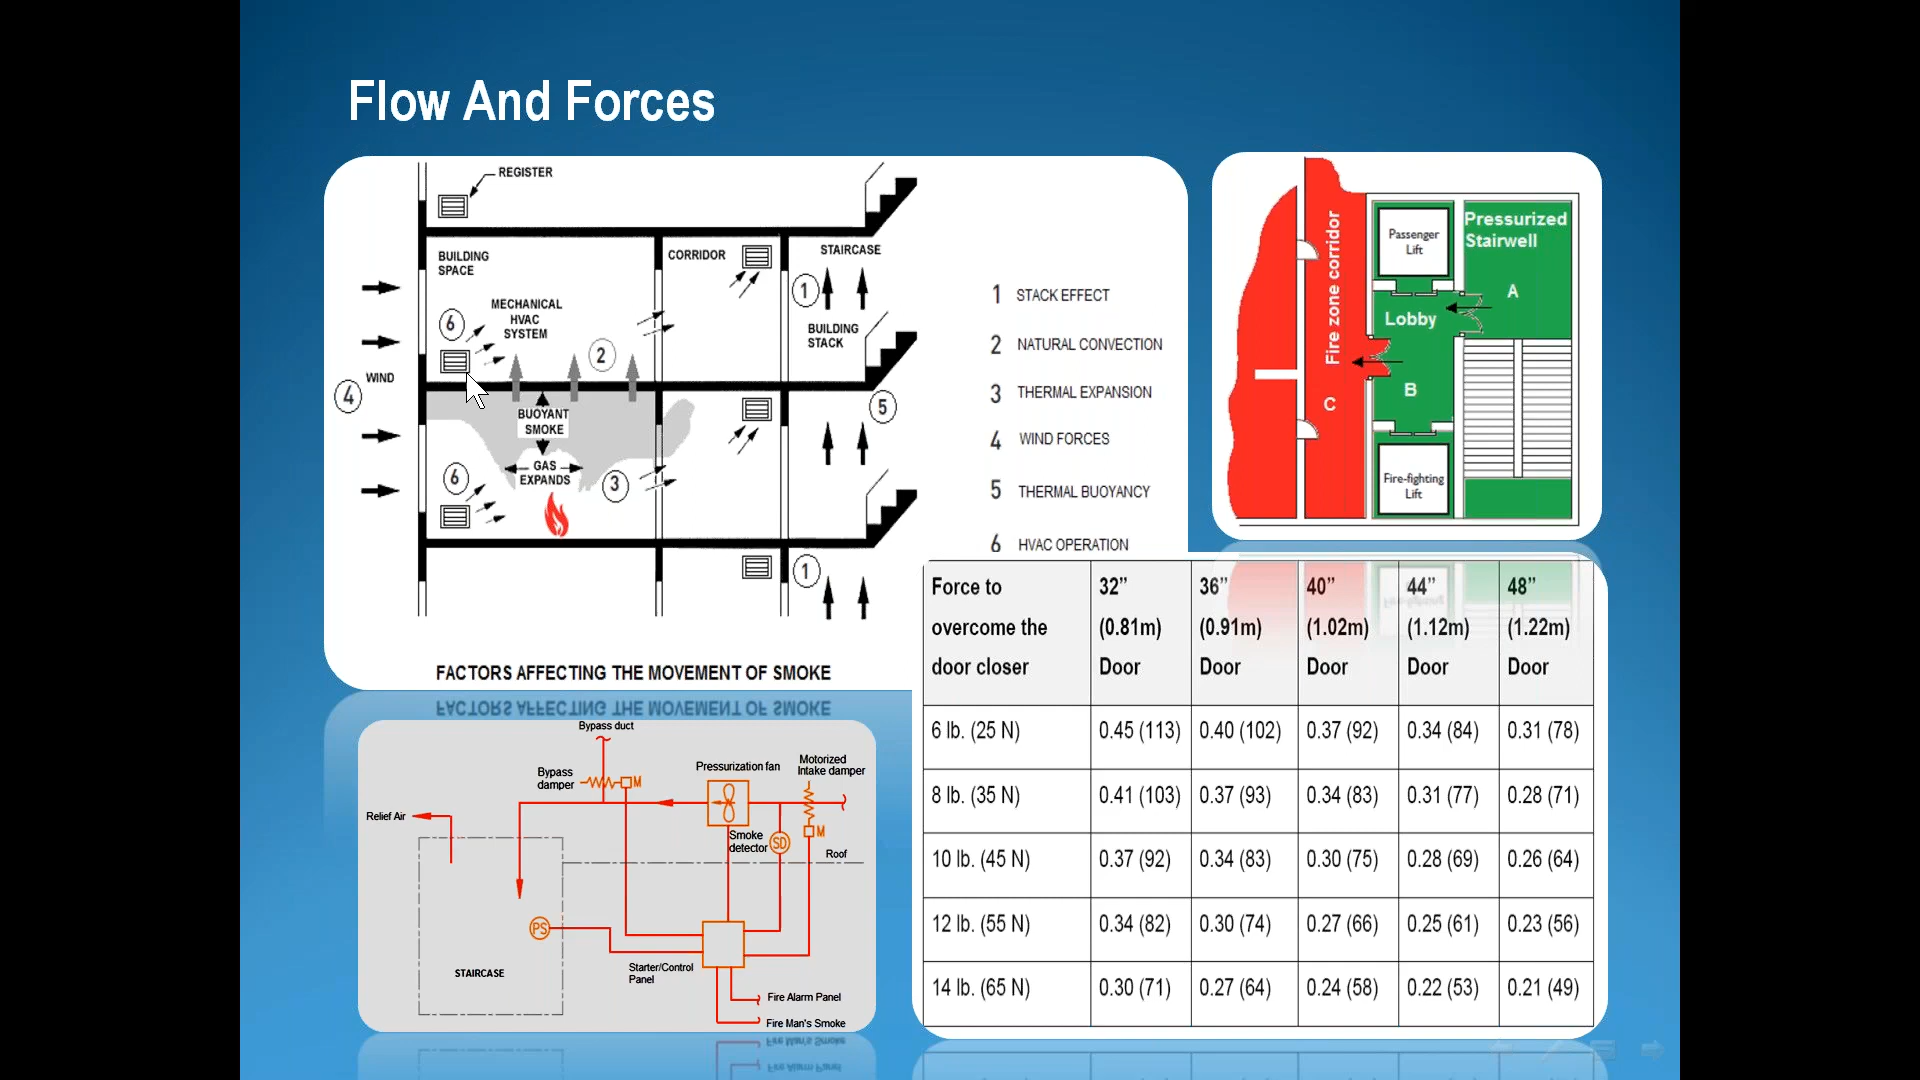 Flow And Forces
REGISTER
BUILDING
SPACE
CORRIDOR
STAIRCASE
1
MECHANICAL
HVAC
SYSTEM
6
2
BUILDING
STACK
WIND
4
BUOYANT
SMOKE
5
GAS
EXPANDS
6
3
1
1 STACK EFFECT
2 NATURAL CONVECTION
3 THERMAL EXPANSION
4 WIND FORCES
5 THERMAL BUOYANCY
6 HVAC OPERATION
FACTORS AFFECTING THE MOVEMENT OF SMOKE
Fire zone corridor
Passenger
Lift
Pressurized
Stairwell
A
Lobby
B
C
Fire-fighting
Lift
Bypass duct
Bypass
damper
M
Pressurization fan
Motorized
Intake damper
Relief Air
Smoke
detector
SD
M
Roof
PS
STAIRCASE
Starter/Control
Panel
Fire Alarm Panel
Fire Man's Smoke
Force to
overcome the
door closer
32”
(0.81m)
Door
36”
(0.91m)
Door
40”
(1.02m)
Door
44”
(1.12m)
Door
48”
(1.22m)
Door
6 lb. (25 N) 0.45 (113) 0.40 (102) 0.37 (92) 0.34 (84) 0.31 (78)
8 lb. (35 N) 0.41 (103) 0.37 (93) 0.34 (83) 0.31 (77) 0.28 (71)
10 lb. (45 N) 0.37 (92) 0.34 (83) 0.30 (75) 0.28 (69) 0.26 (64)
12 lb. (55 N) 0.34 (82) 0.30 (74) 0.27 (66) 0.25 (61) 0.23 (56)
14 lb. (65 N) 0.30 (71) 0.27 (64) 0.24 (58) 0.22 (53) 0.21 (49)